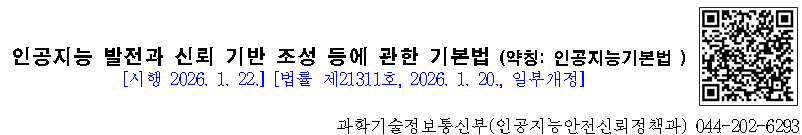 인공지능 발전과 신뢰 기반 조성 등에 관한 기본법 (약칭: 인공지능기본법 )
[시행 2026. 1. 22.] [법률 제21311호, 2026. 1. 20., 일부개정]
과학기술정보통신부(인공지능안전신뢰정책과) 044-202-6293